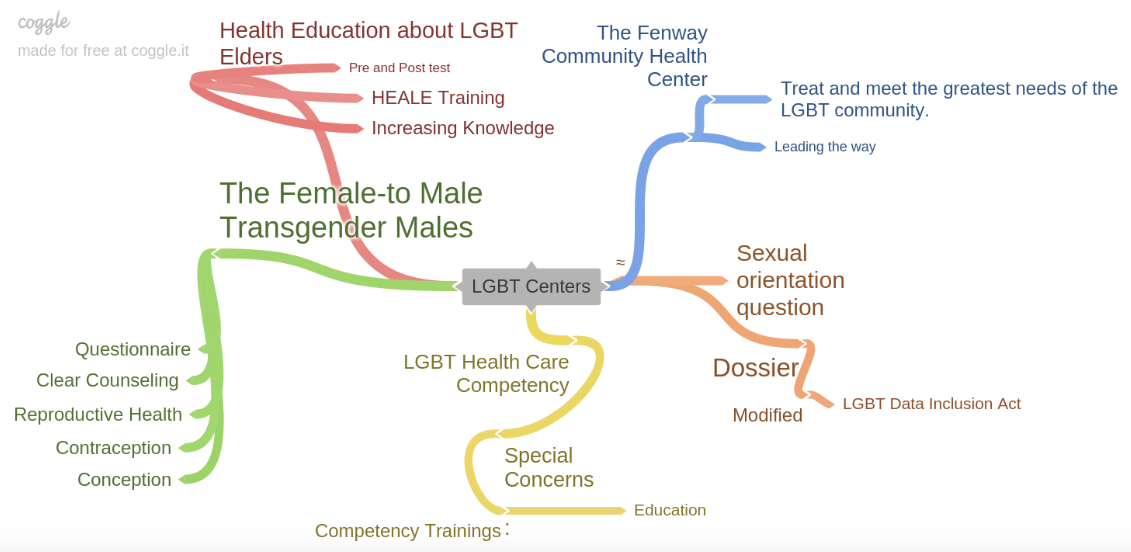 coggle
made for free at coggle.it
Health Education about LGBT
Elders
Pre and Post test
HEALE Training
Increasing Knowledge
The Fenway
Community Health
Center
Treat and meet the greatest needs of the
LGBT community.
Leading the way
The Female-to Male
Transgender Males
Questionnaire
Clear Counseling
Reproductive Health
Contraception
Conception
LGBT Centers
≈
Sexual
orientation
question
Dossier
Modified
LGBT Data Inclusion Act
LGBT Health Care
Competency
Special
Concerns
Education
Competency Trainings :